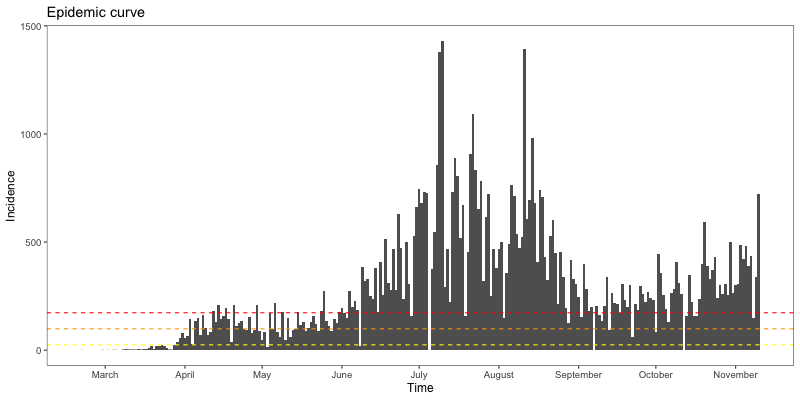 Epidemic curve
1500
1000
500
0
Incidence
March April May June July August September October November
Time